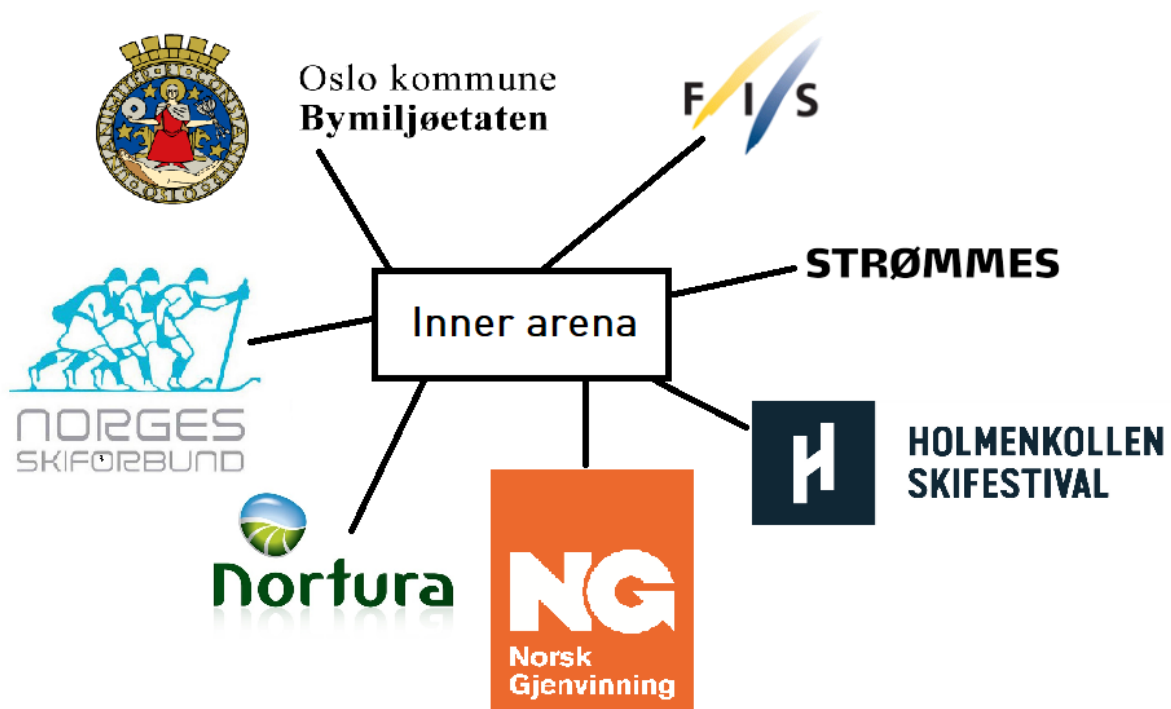 Oslo kommune
Bymiljøetaten
FIS
STRØMMES
Inner arena
NORGES
SKIFORBUND
HOLMENKOLLEN
SKIFESTIVAL
H
Nortura
NG
Norsk
Gjenvinning